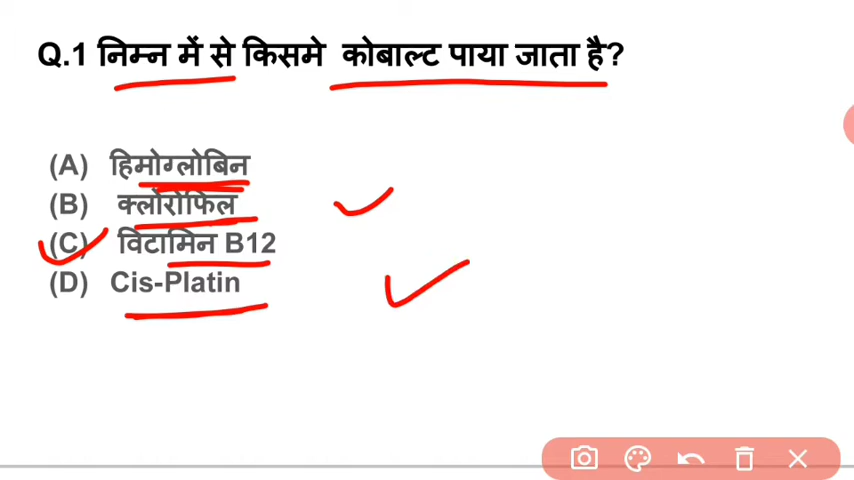 Q.1 निम्न में से किसमे कोबाल्ट पाया जाता है?
(A) हिमोग्लोबिन
(B) क्लोरोफिल
(C) विटामिन B12
(D) Cis-Platin